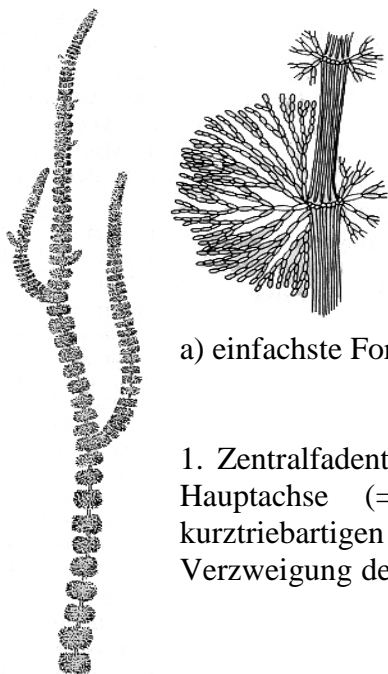 a) einfachste For
1. Zentralfadent
Hauptachse (=
kurztriebartigen
Verzweigung de